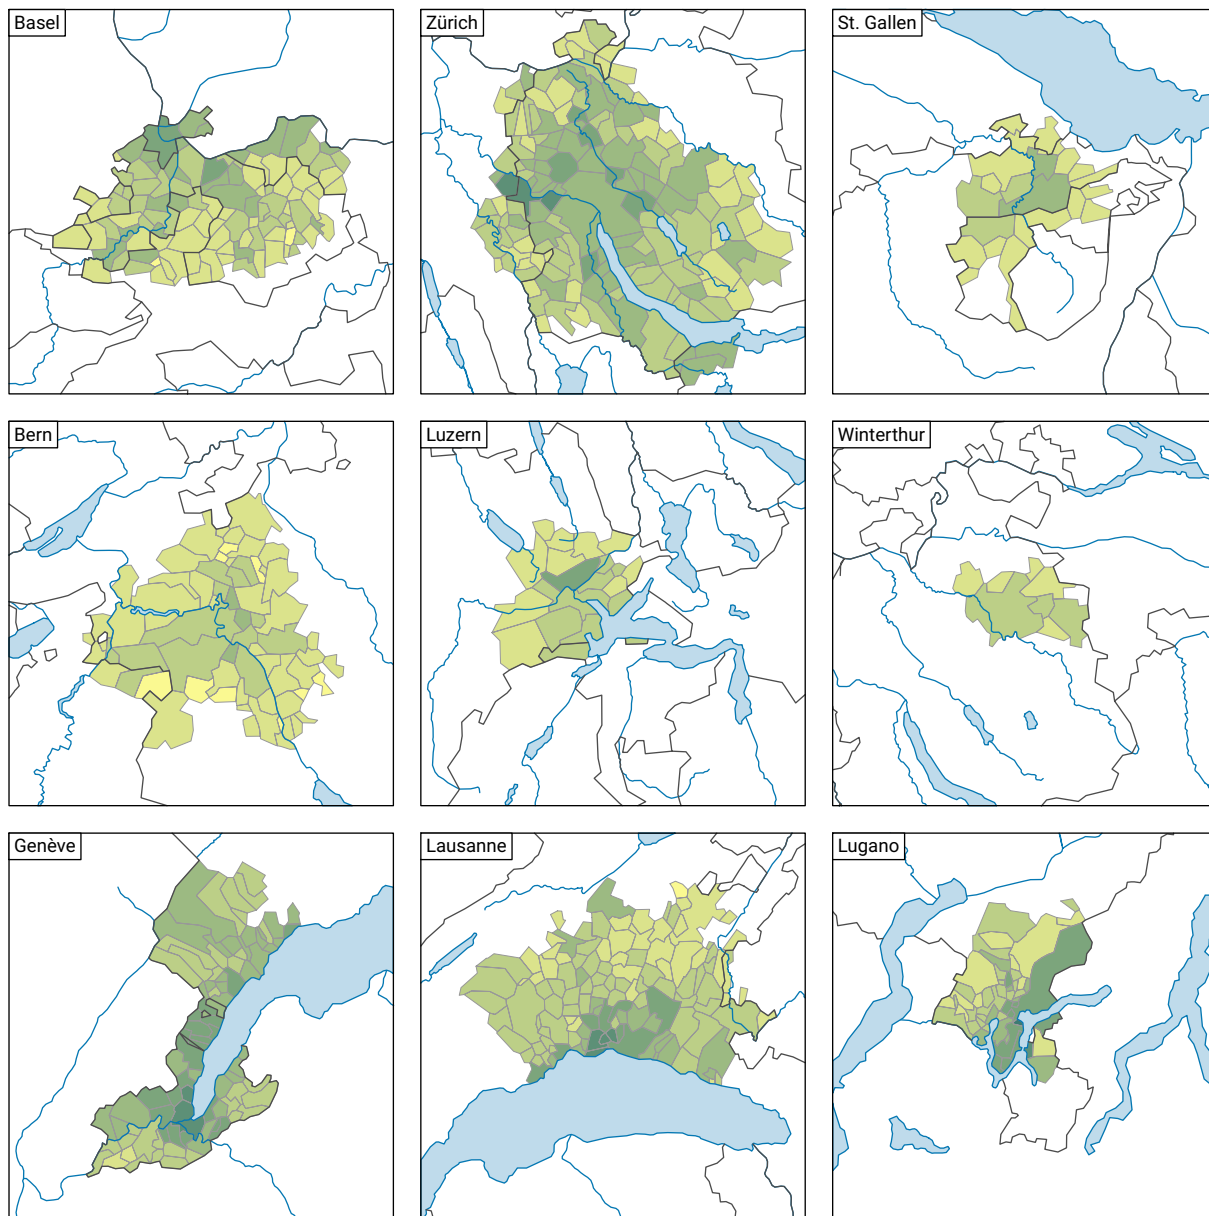 Basel
Zürich
St. Gallen
Bern
Luzern
Winterthur
Genève
Lausanne
Lugano